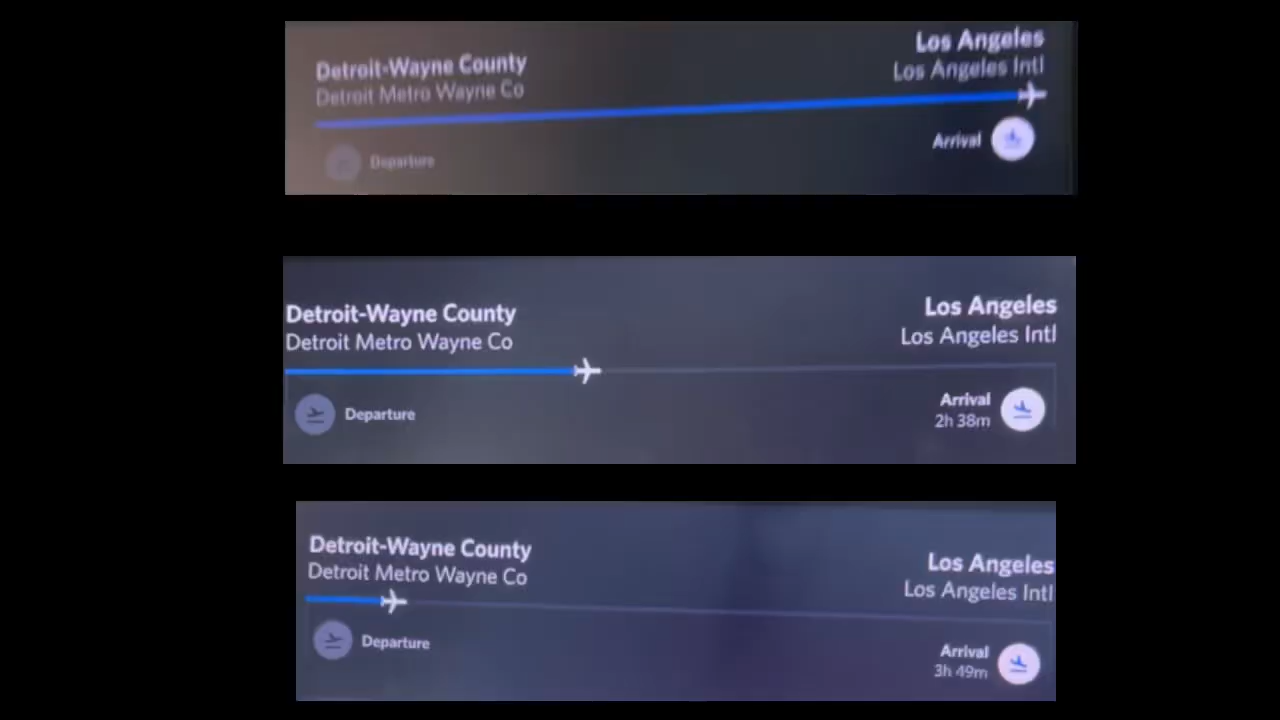 Detroit-Wayne County
Detroit Metro Wayne Co
Los Angeles
Los Angeles Intl
Departure
Arrival
Detroit-Wayne County
Detroit Metro Wayne Co
Los Angeles
Los Angeles Intl
Departure
Arrival
2h 38m
Detroit-Wayne County
Detroit Metro Wayne Co
Los Angeles
Los Angeles Intl
Departure
Arrival
3h 49m